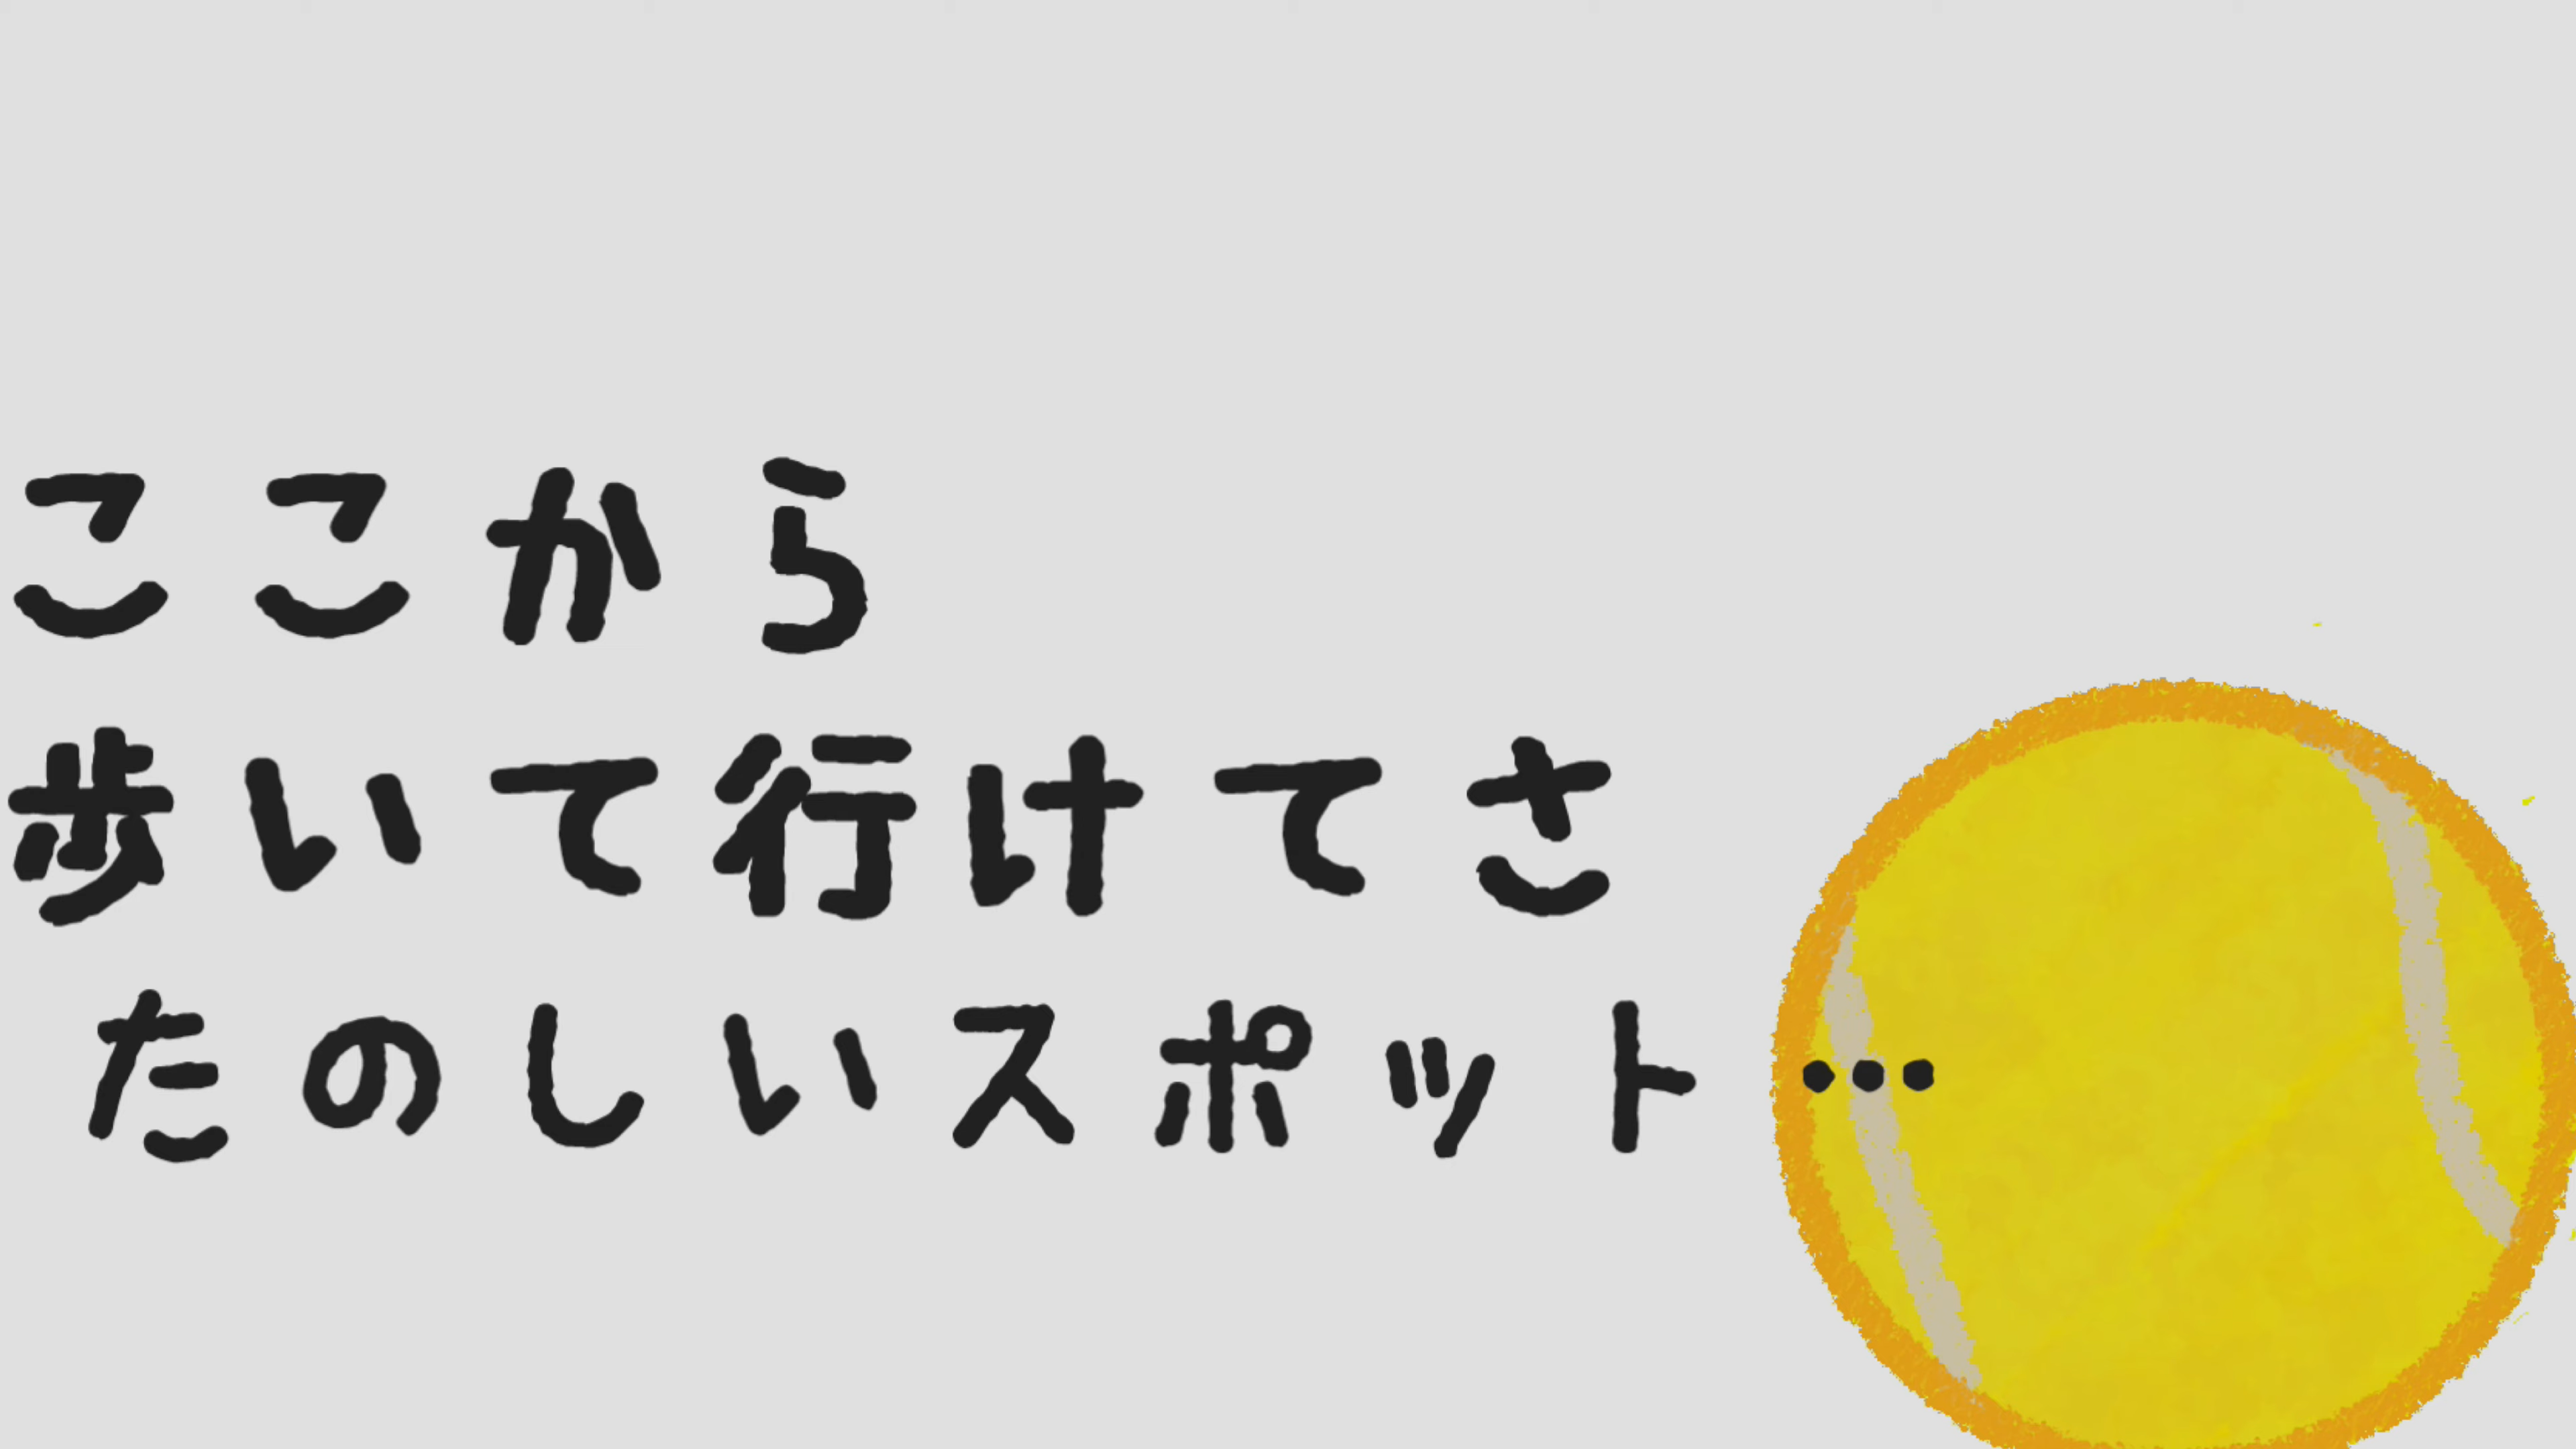 ここから
歩いて行けてさ
たのしいスポット…